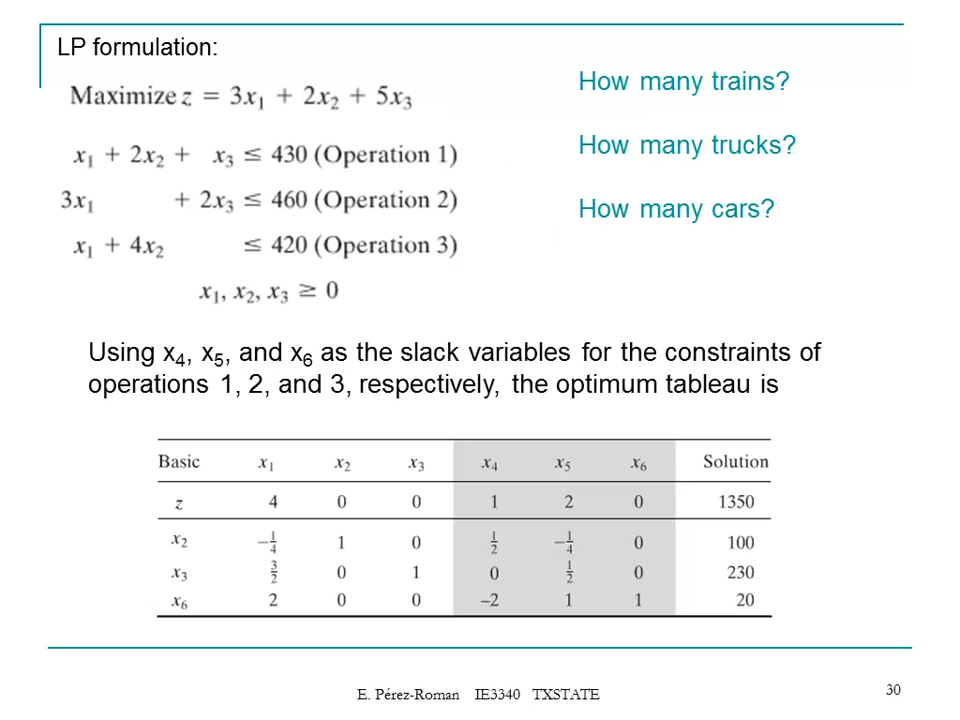 LP formulation:
Maximize z = 3x₁ + 2x₂ + 5x₃
x₁ + 2x₂ + x₃ ≤ 430 (Operation 1)
3x₁ + 2x₃ ≤ 460 (Operation 2)
x₁ + 4x₂ ≤ 420 (Operation 3)
x₁, x₂, x₃ ≥ 0
How many trains?
How many trucks?
How many cars?
Using x₄, x₅, and x₆ as the slack variables for the constraints of
operations 1, 2, and 3, respectively, the optimum tableau is
Basic x₁ x₂ x₃ x₄ x₅ x₆ Solution
z 4 0 0 1 2 0 1350
x₂ -1/4 1 0 1/2 -1/4 0 100
x₃ 3/2 0 1 0 1/2 0 230
x₆ 2 0 0 -2 1 1 20
E. Pérez-Roman IE3340 TXSTATE
30